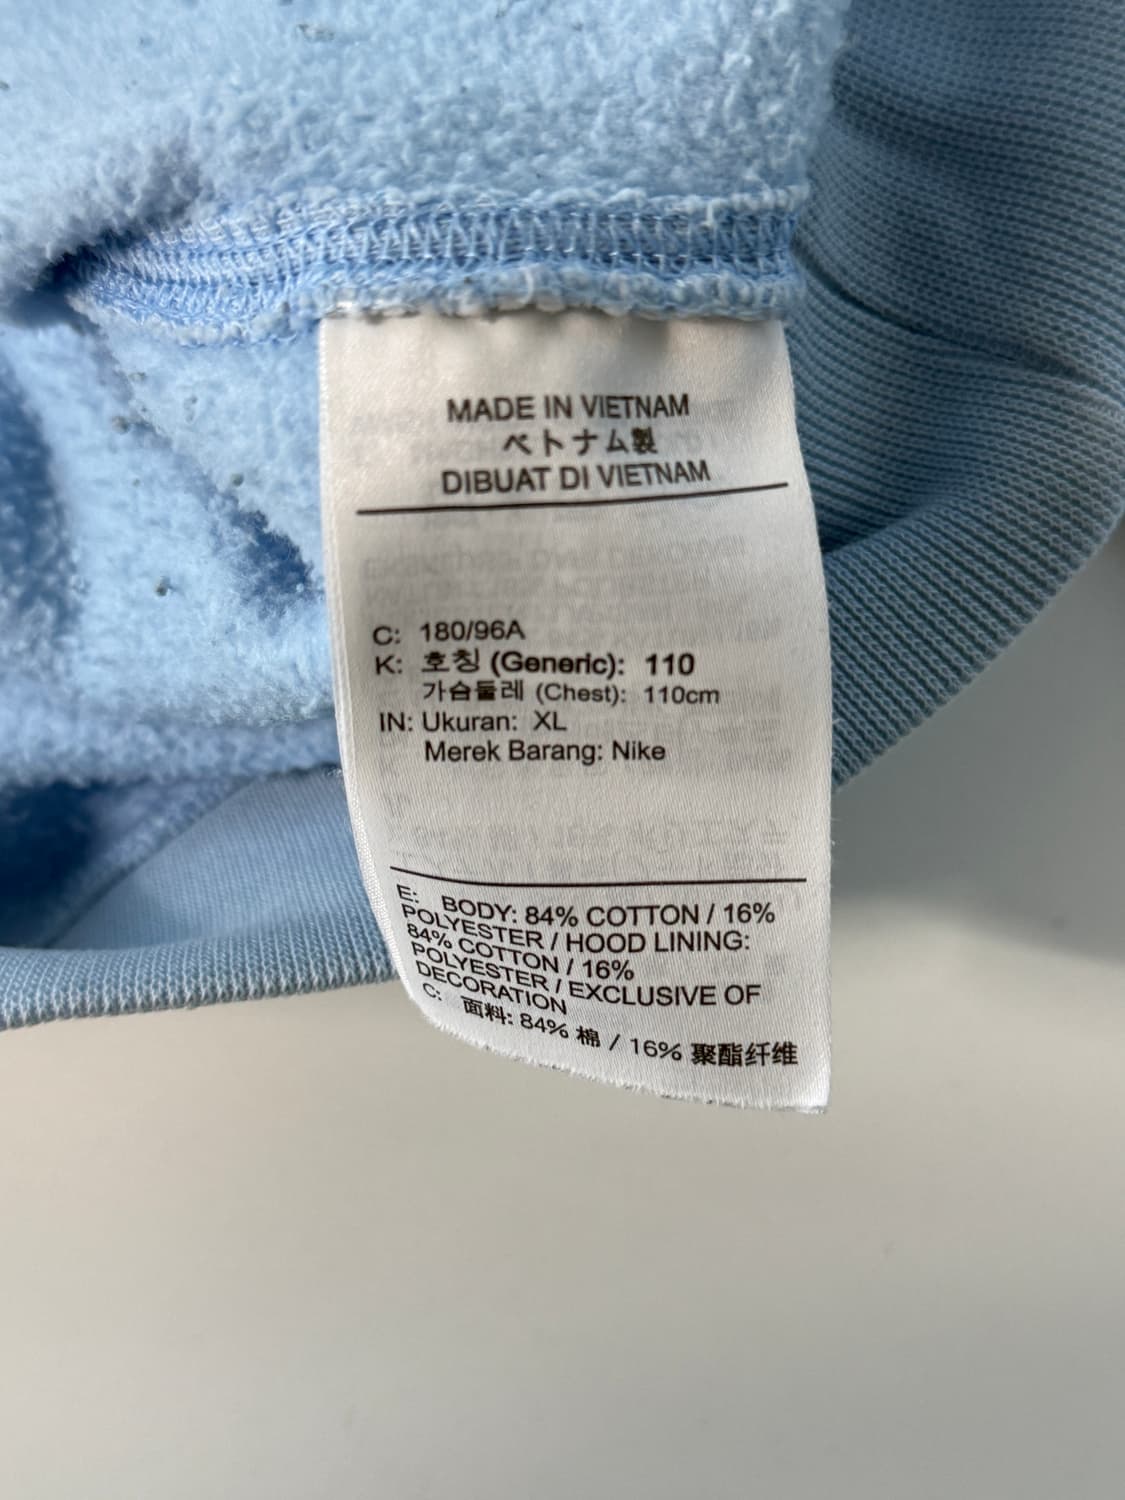 MADE IN VIETNAM
ベトナム製
DIBUAT DI VIETNAM
C: 180/96A
K: 호칭 (Generic): 110
가슴둘레 (Chest): 110cm
IN: Ukuran: XL
Merek Barang: Nike
E: BODY: 84% COTTON / 16%
POLYESTER / HOOD LINING:
84% COTTON / 16%
POLYESTER / EXCLUSIVE OF
DECORATION
C: 面料: 84% 棉 / 16% 聚酯纤维